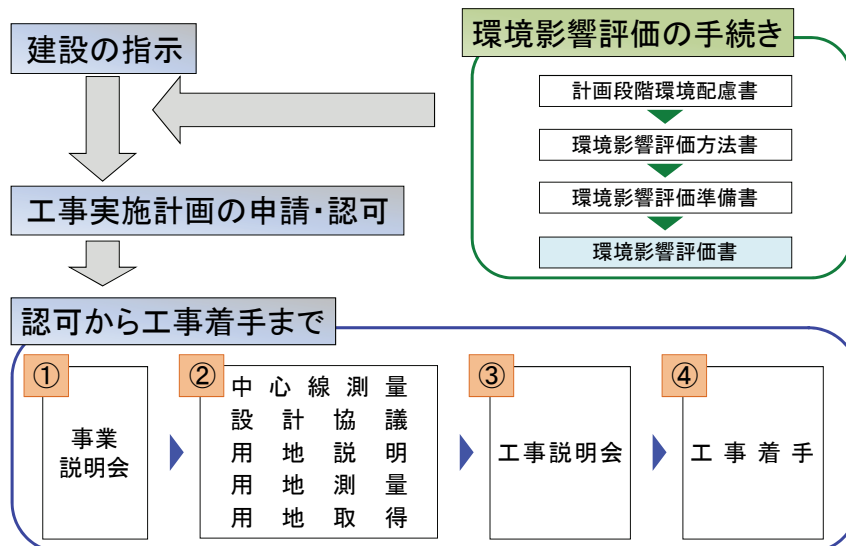 建設の指示
環境影響評価の手続き
計画段階環境配慮書
環境影響評価方法書
環境影響評価準備書
環境影響評価書
工事実施計画の申請・認可
認可から工事着手まで
①
事業
説明会
②
中心線測量
設計協議
用地説明
用地測量
用地取得
③
工事説明会
④
工事着手